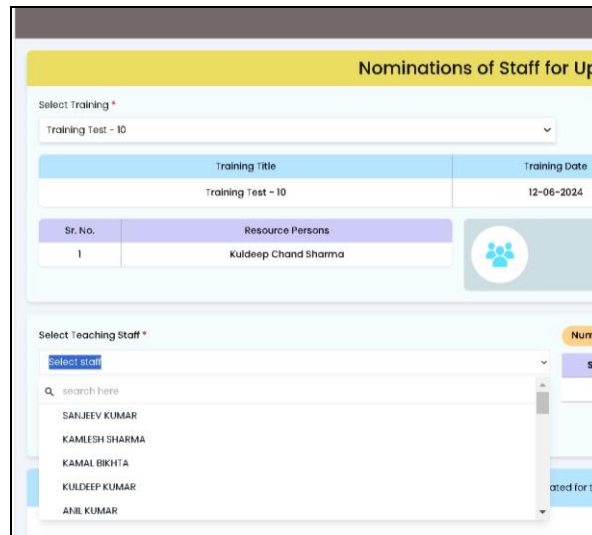 Nominations of Staff for Up
Select Training *
Training Test - 10
Training Title Training Date
Training Test - 10 12-06-2024
Sr. No. Resource Persons
1 Kuldeep Chand Sharma
Select Teaching Staff *
Num
Select staff
S
search here
SANJEEV KUMAR
KAMLESH SHARMA
KAMAL BIKHTA
KULDEEP KUMAR
ated for t
ANIL KUMAR